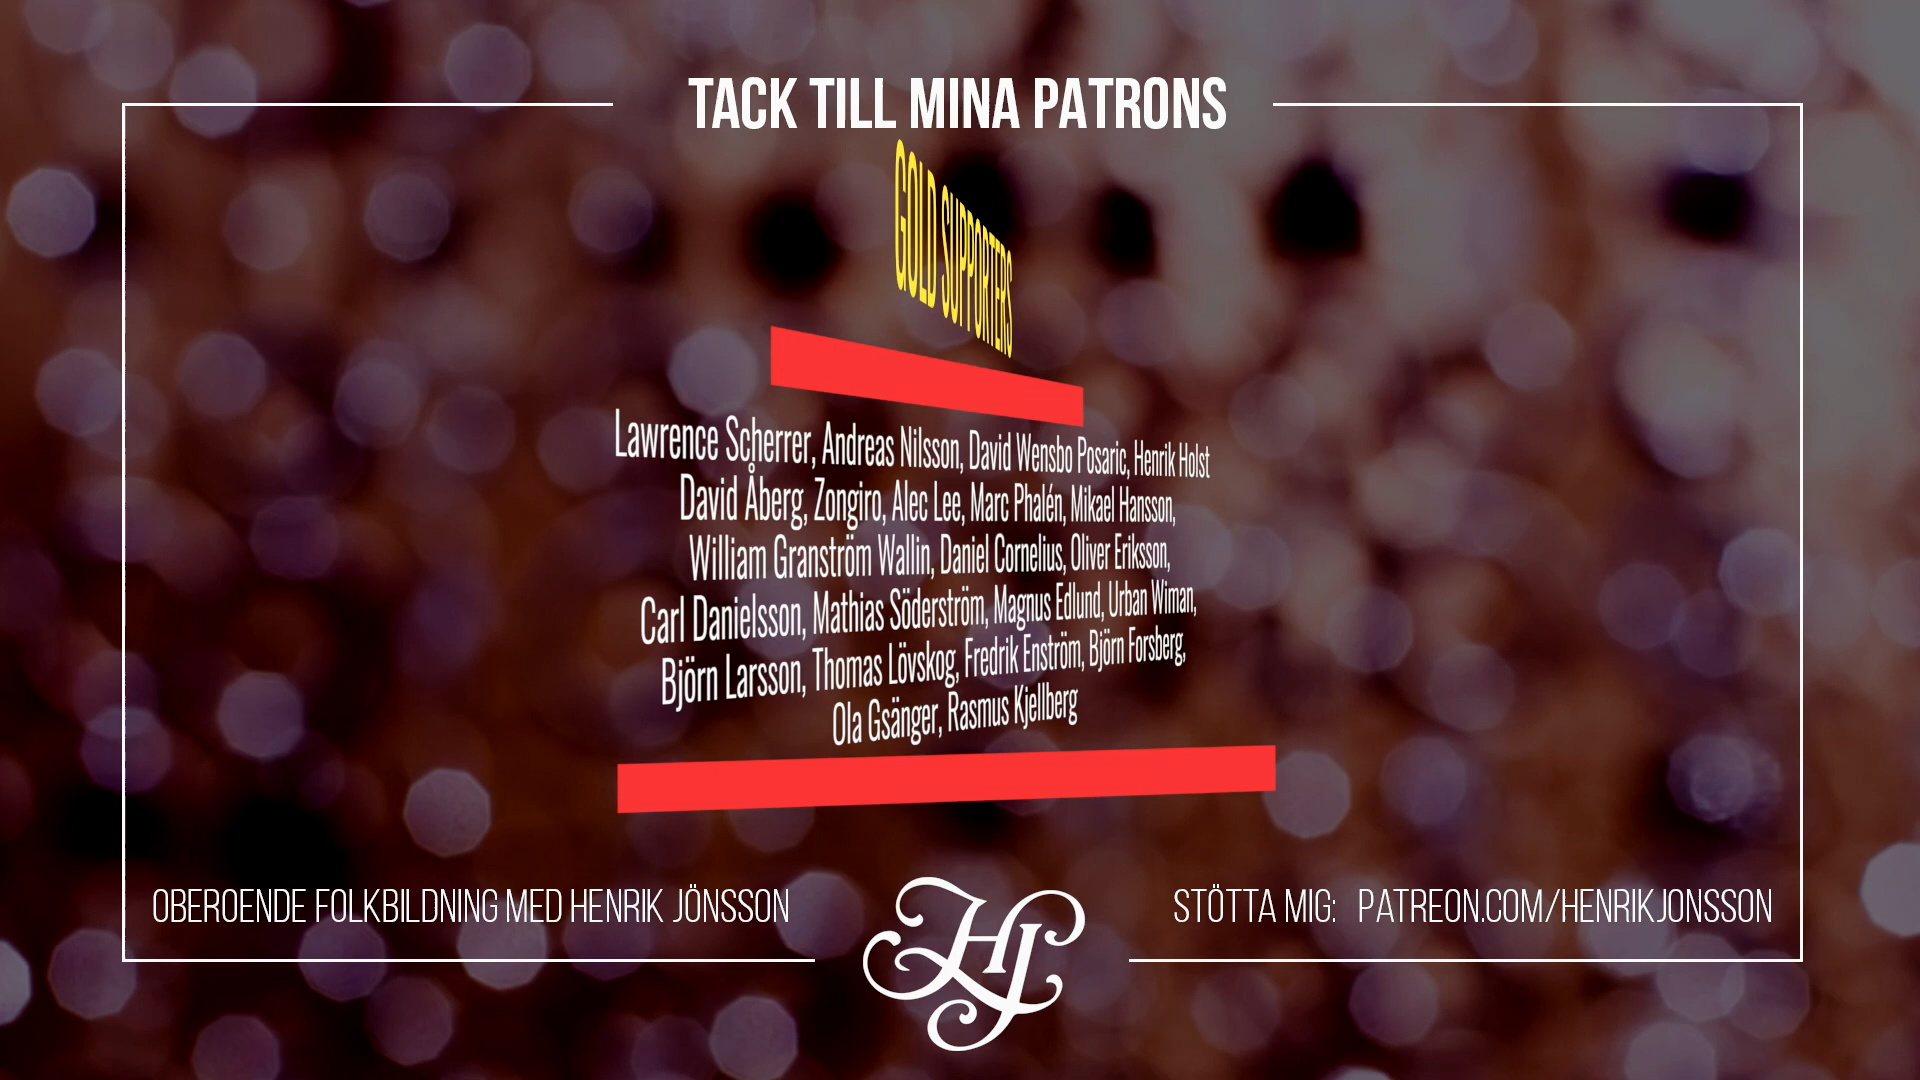 TACK TILL MINA PATRONS
GOLD SUPPORTERS
Lawrence Scherrer, Andreas Nilsson, David Wensbo Posaric, Henrik Holst
David Åberg, Zongiro, Alec Lee, Marc Phalén, Mikael Hansson,
William Granström Wallin, Daniel Cornelius, Oliver Eriksson,
Carl Danielsson, Mathias Söderström, Magnus Edlund, Urban Wiman,
Björn Larsson, Thomas Lövskog, Fredrik Enström, Björn Forsberg,
Ola Gsänger, Rasmus Kjellberg
OBEROENDE FOLKBILDNING MED HENRIK JÖNSSON
HJ
STÖTTA MIG: PATREON.COM/HENRIKJONSSON